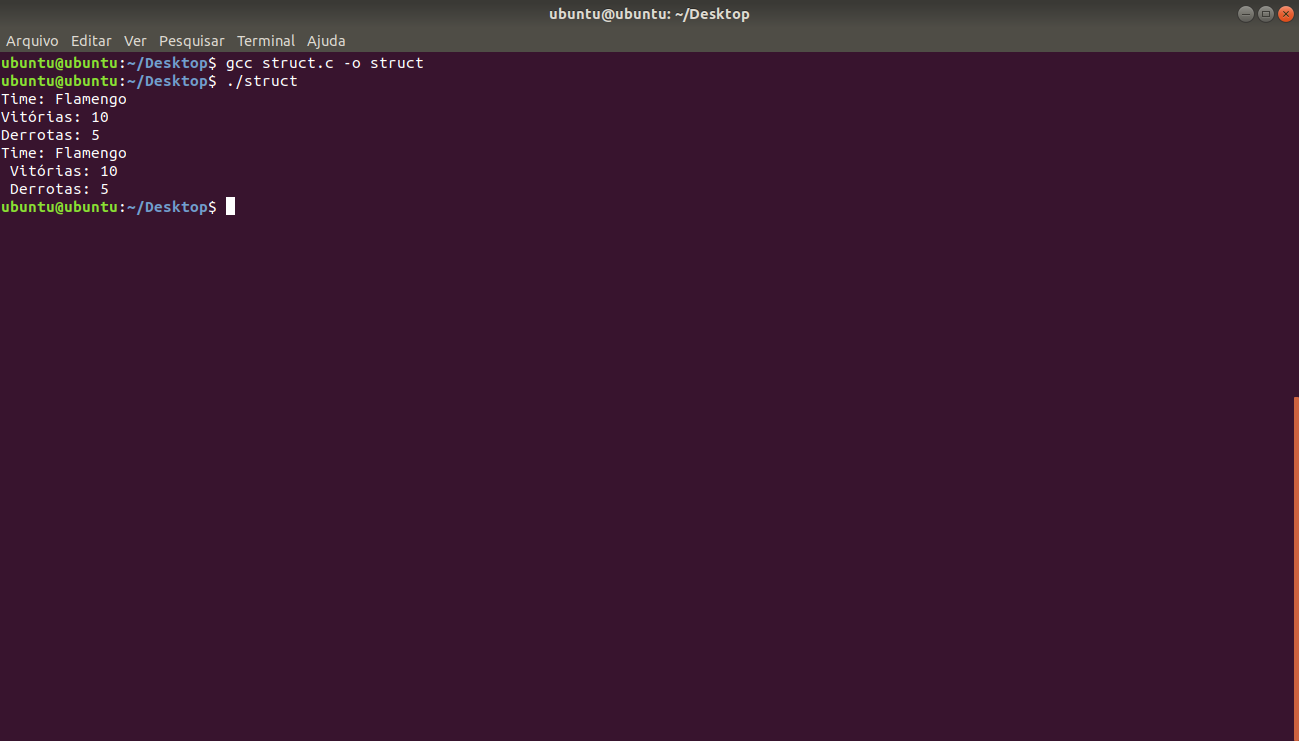 ubuntu@ubuntu: ~/Desktop
Arquivo Editar Ver Pesquisar Terminal Ajuda
ubuntu@ubuntu:~/Desktop$ gcc struct.c -o struct
ubuntu@ubuntu:~/Desktop$ ./struct
Time: Flamengo
Vitórias: 10
Derrotas: 5
Time: Flamengo
 Vitórias: 10
 Derrotas: 5
ubuntu@ubuntu:~/Desktop$